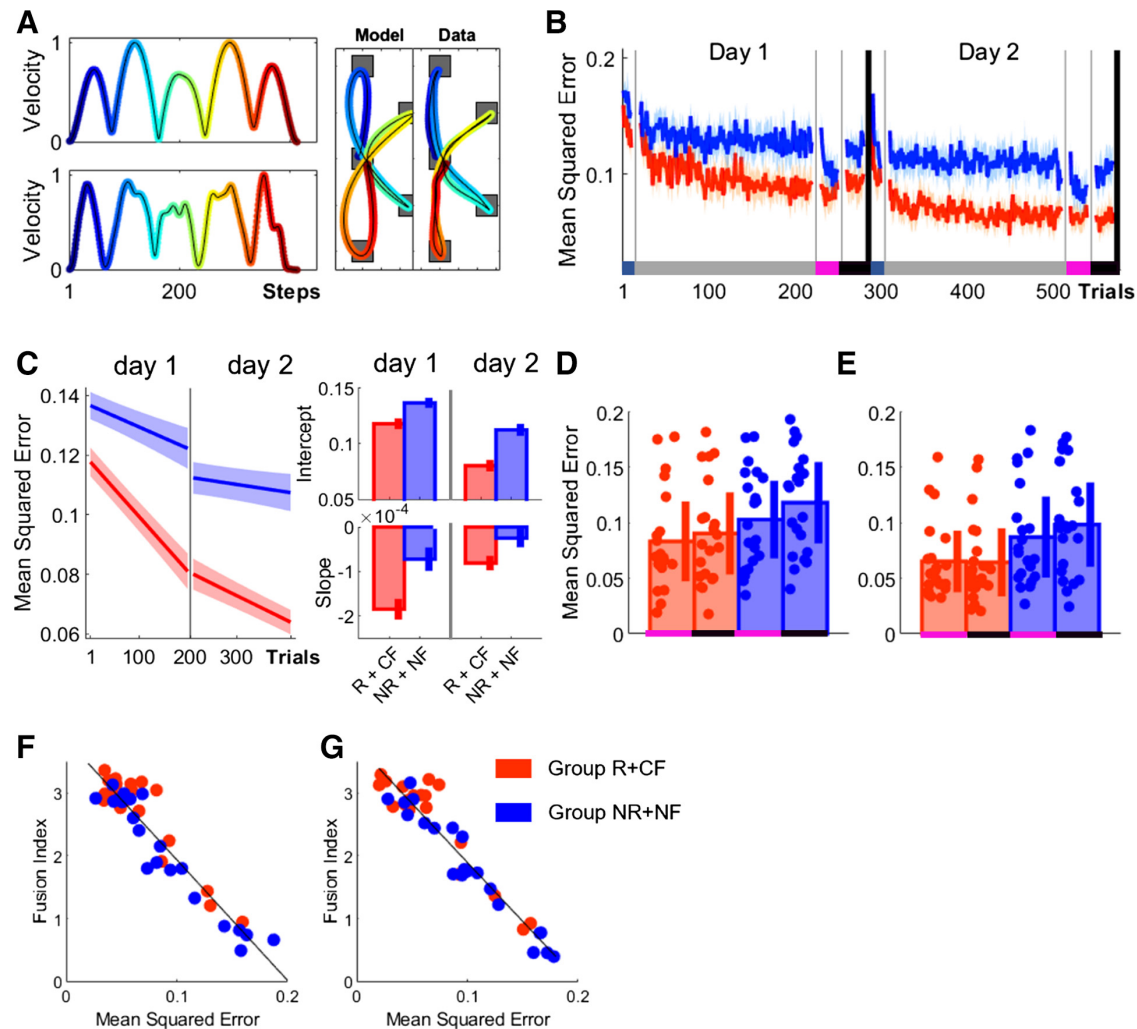 A
Velocity
1
0
Velocity
1
0
1 200 Steps
Model Data
B
Day 1 Day 2
Mean Squared Error
0.2
0.1
1 100 200 300 400 500 Trials
C
day 1 day 2
Mean Squared Error
0.14
0.12
0.1
0.08
0.06
1 100 200 300 Trials
day 1 day 2
Intercept
0.15
0.1
0.05
× 10⁻⁴
Slope
0
-1
-2
R + CF
NR + NF
R + CF
NR + NF
D
Mean Squared Error
0.2
0.15
0.1
0.05
0
E
0.2
0.15
0.1
0.05
0
F
Fusion Index
3
2
1
0
0 0.1 0.2
Mean Squared Error
G
Fusion Index
3
2
1
0
0 0.1 0.2
Mean Squared Error
Group R+CF
Group NR+NF